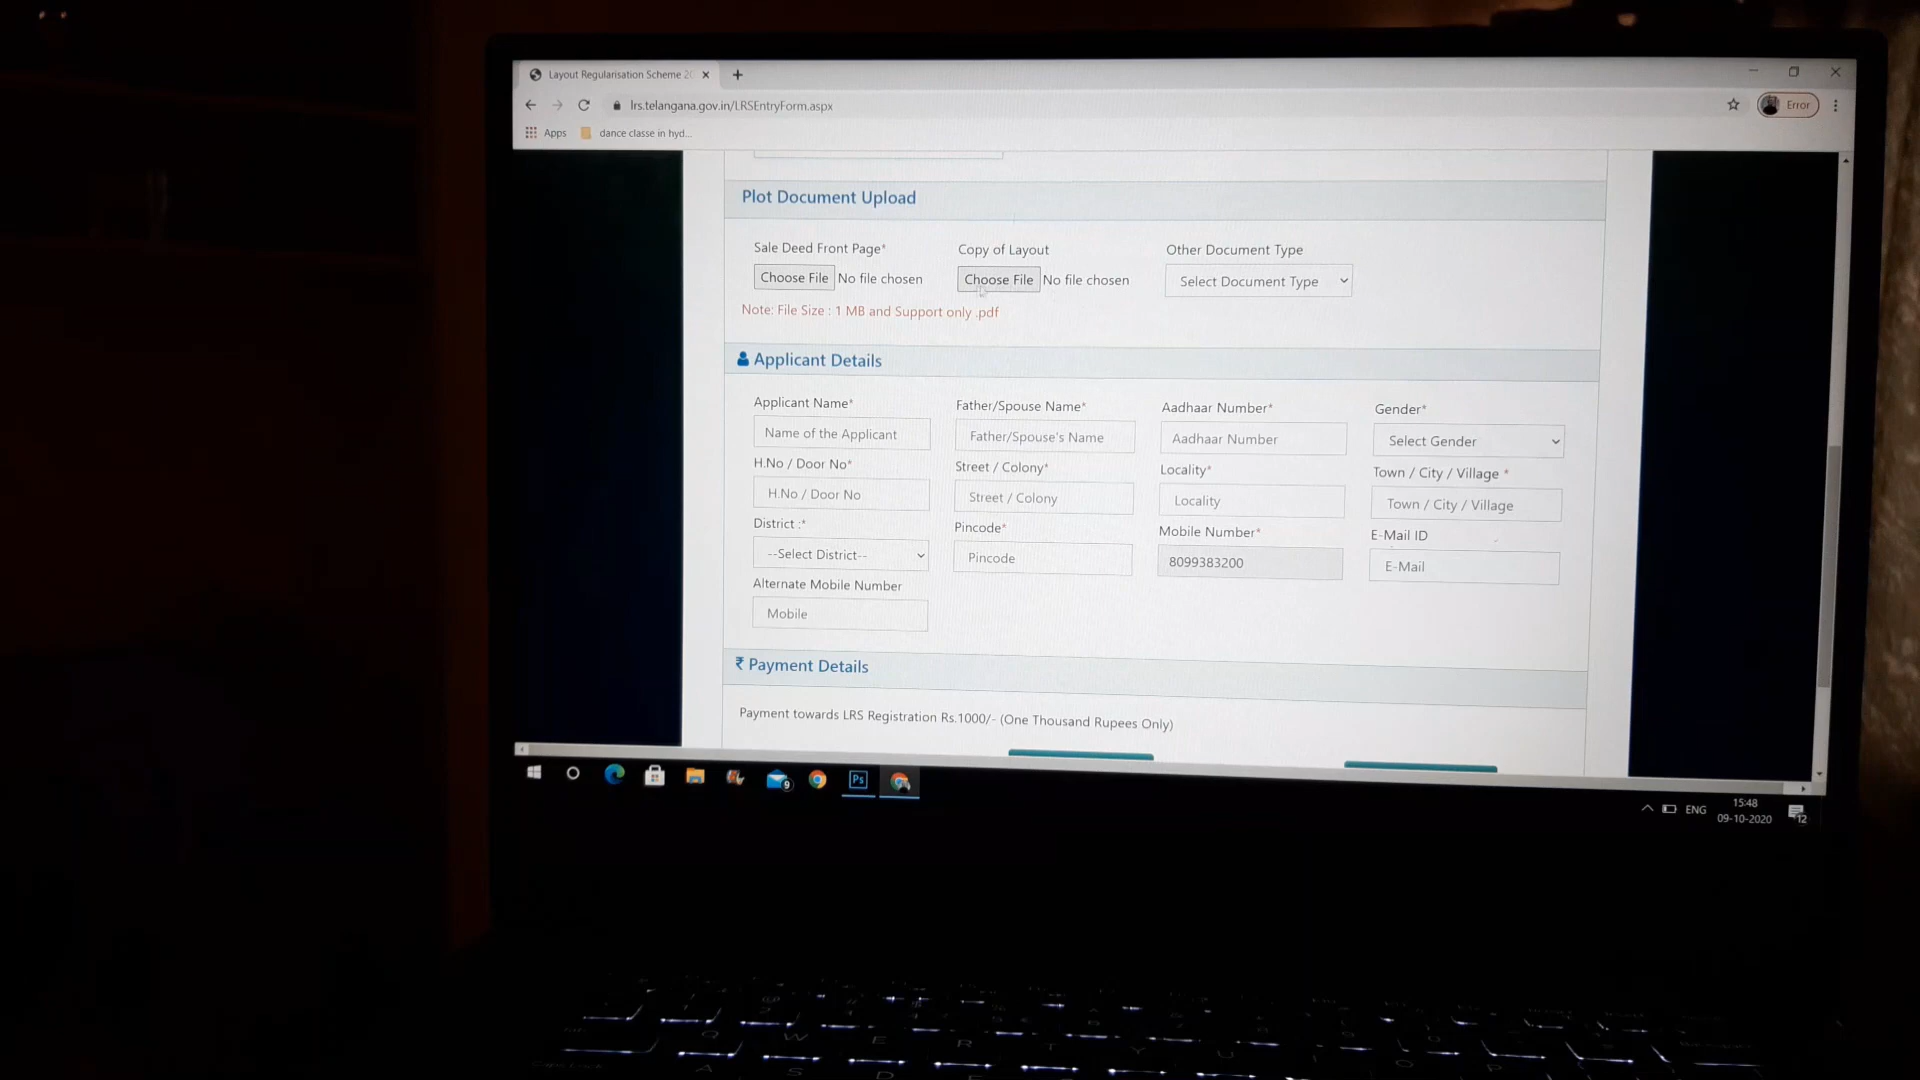 Layout Regularisation Scheme 20
lrs.telangana.gov.in/LRSEntryForm.aspx
Error
Apps
dance classe in hyd...
Plot Document Upload
Sale Deed Front Page* Copy of Layout Other Document Type
Choose File No file chosen Choose File No file chosen Select Document Type
Note: File Size : 1 MB and Support only .pdf
Applicant Details
Applicant Name* Father/Spouse Name* Aadhaar Number* Gender*
Name of the Applicant Father/Spouse's Name Aadhaar Number Select Gender
H.No / Door No* Street / Colony* Locality* Town / City / Village *
H.No / Door No Street / Colony Locality Town / City / Village
District :* Pincode* Mobile Number* E-Mail ID
--Select District-- Pincode 8099383200 E-Mail
Alternate Mobile Number
Mobile
₹ Payment Details
Payment towards LRS Registration Rs.1000/- (One Thousand Rupees Only)
9
Ps
ENG
15:48
09-10-2020
12